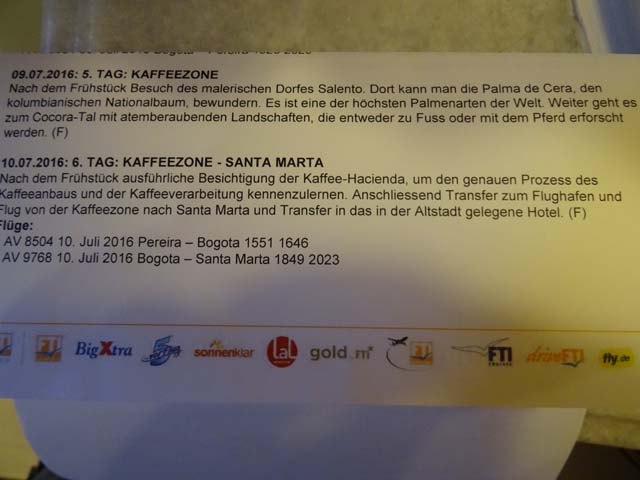 09.07.2016: 5. TAG: KAFFEEZONE
Nach dem Frühstück Besuch des malerischen Dorfes Salento. Dort kann man die Palma de Cera, den
kolumbianischen Nationalbaum, bewundern. Es ist eine der höchsten Palmenarten der Welt. Weiter geht es
zum Cocora-Tal mit atemberaubenden Landschaften, die entweder zu Fuss oder mit dem Pferd erforscht
werden. (F)
10.07.2016: 6. TAG: KAFFEEZONE - SANTA MARTA
Nach dem Frühstück ausführliche Besichtigung der Kaffee-Hacienda, um den genauen Prozess des
Kaffeeanbaus und der Kaffeeverarbeitung kennenzulernen. Anschliessend Transfer zum Flughafen und
Flug von der Kaffeezone nach Santa Marta und Transfer in das in der Altstadt gelegene Hotel. (F)
Flüge:
AV 8504 10. Juli 2016 Pereira – Bogota 1551 1646
AV 9768 10. Juli 2016 Bogota – Santa Marta 1849 2023
BigXtra sonnenklar LaL gold.m FTI CRUISES driveFTI fly.de